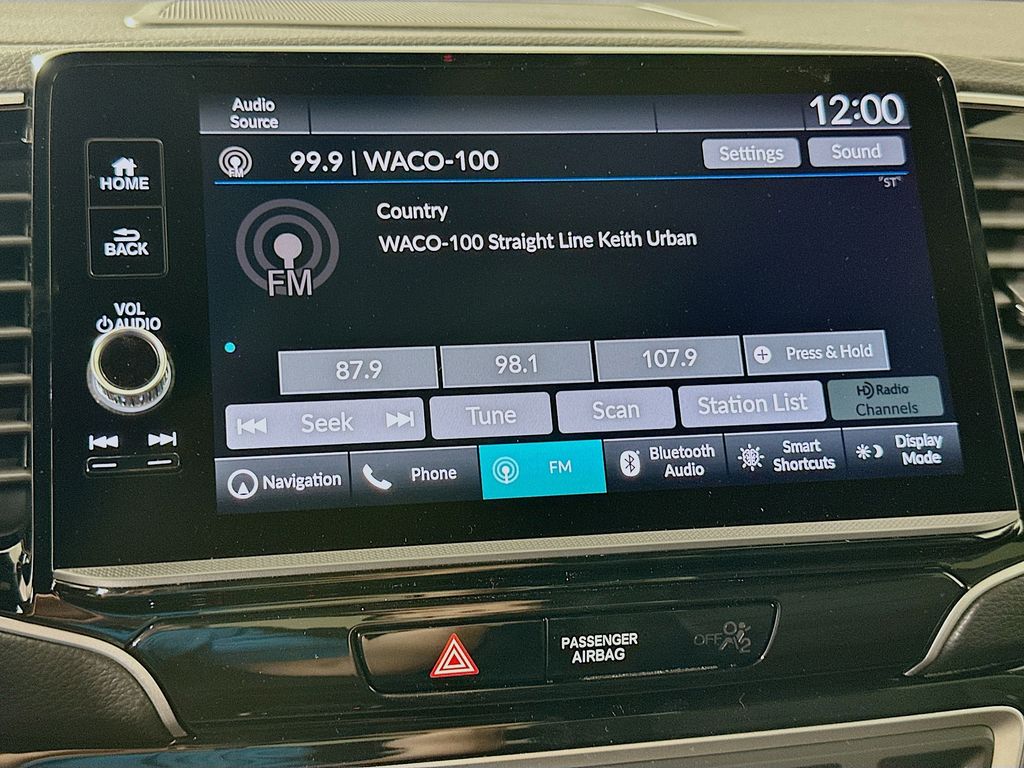 Audio
Source
12:00
FM
99.9 | WACO-100
Settings
Sound
"ST"
HOME
Country
WACO-100 Straight Line Keith Urban
BACK
FM
VOL
AUDIO
87.9
98.1
107.9
Press & Hold
Seek
Tune
Scan
Station List
HD Radio
Channels
Navigation
Phone
FM
Bluetooth
Audio
Smart
Shortcuts
Display
Mode
PASSENGER
AIRBAG
OFF
2